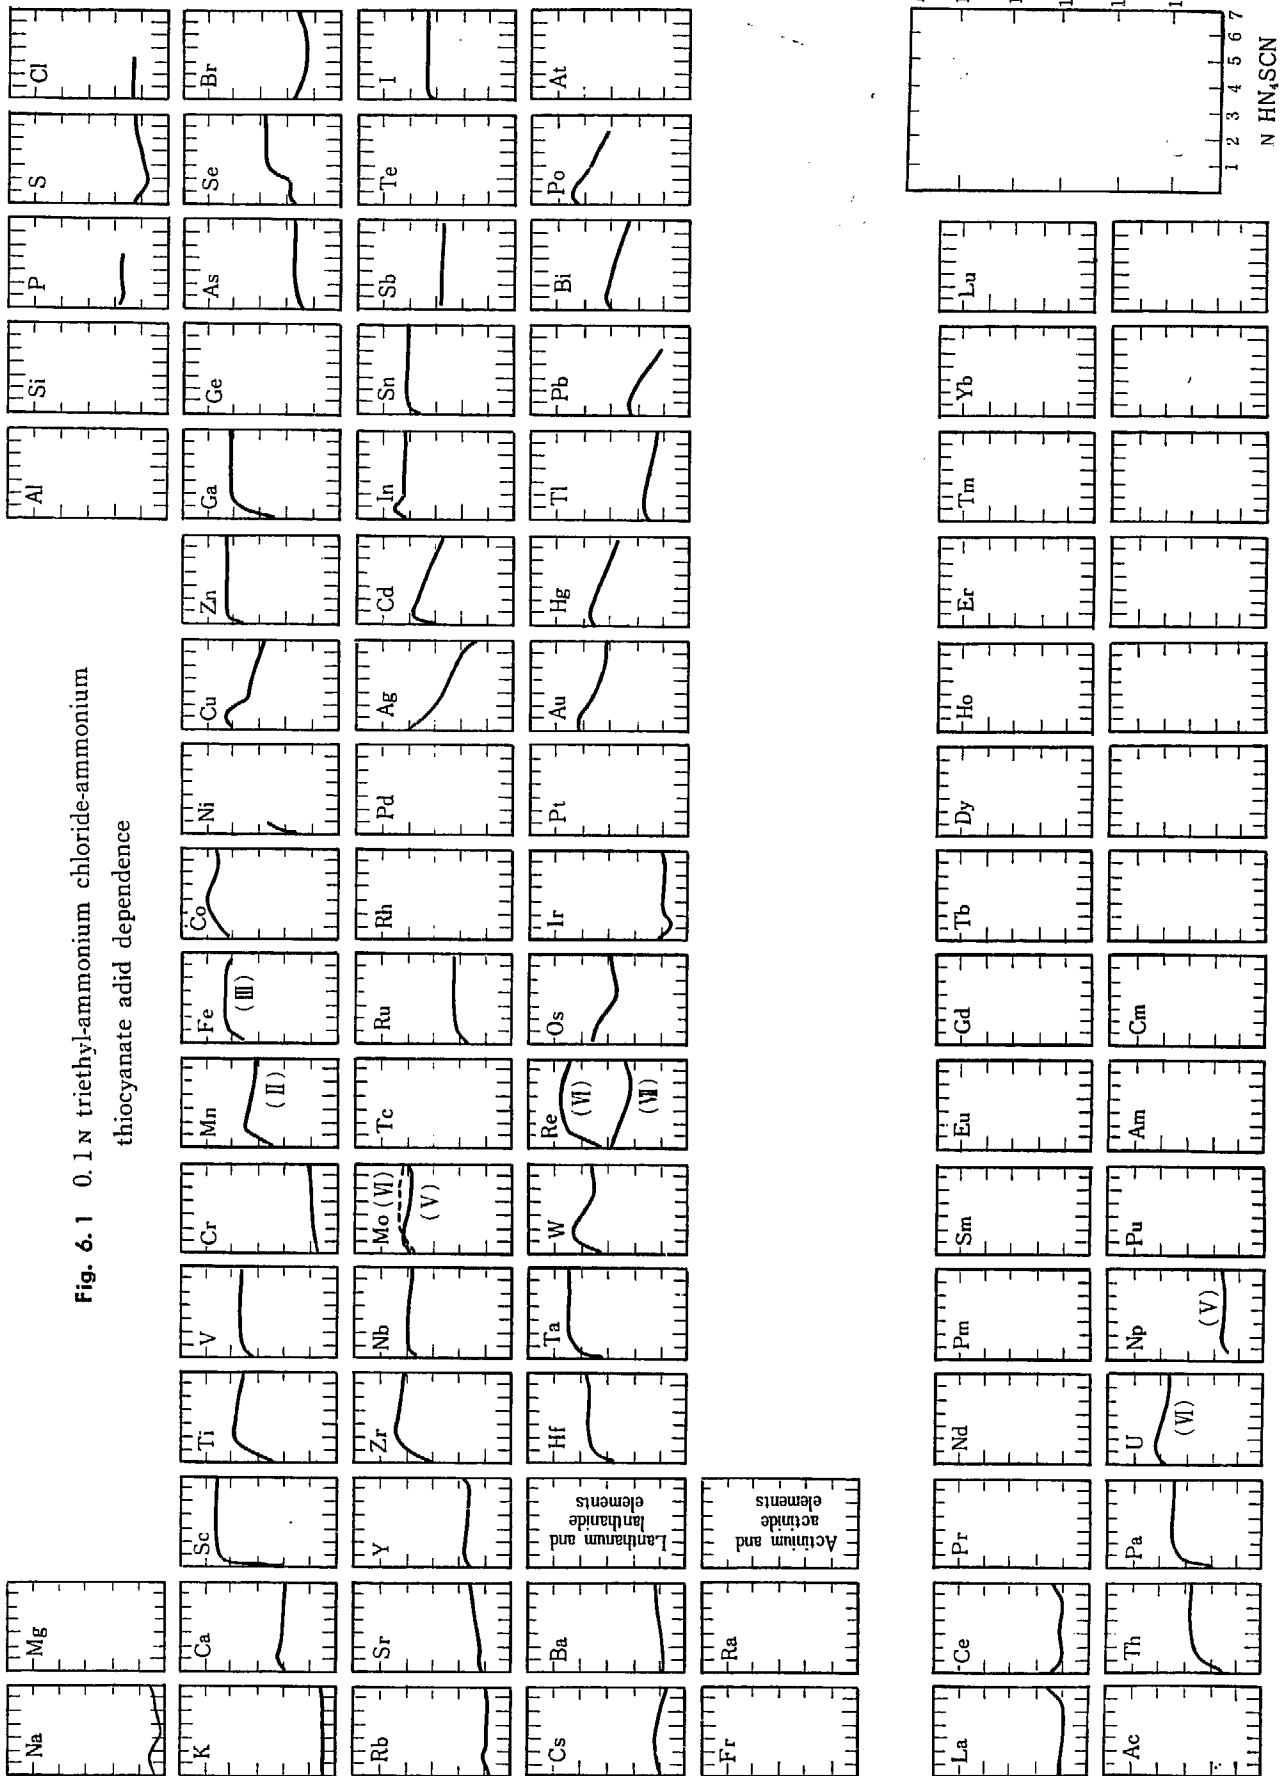 Fig. 6.1 0.1 N triethyl-ammonium chloride-ammonium
thiocyanate adid dependence
Na Mg Al Si P S Cl
K Ca Sc Ti V Cr Mn Fe Co Ni Cu Zn Ga Ge As Se Br
(II) (III)
Rb Sr Y Zr Nb Mo (VI) Tc Ru Rh Pd Ag Cd In Sn Sb Te I
(V)
Cs Ba Lanthanum and Hf Ta W Re Os Ir Pt Au Hg Tl Pb Bi Po At
lanthanide (VI)
elements (VII)
Fr Ra Actinium and
actinide
elements
La Ce Pr Nd Pm Sm Eu Gd Tb Dy Ho Er Tm Yb Lu
Ac Th Pa U Np Pu Am Cm
(VI) (V)
1 2 3 4 5 6 7
N HN₄SCN